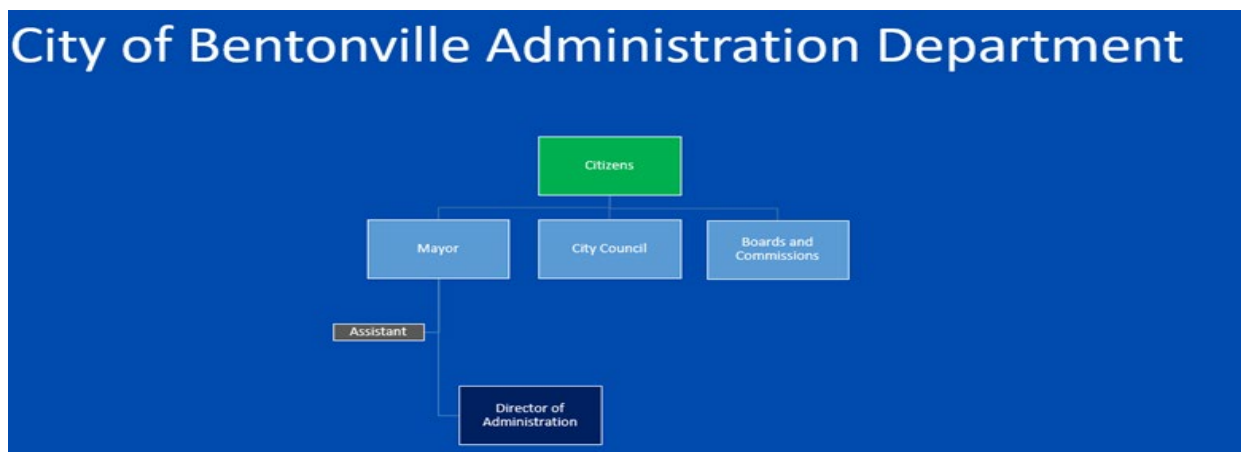 City of Bentonville Administration Department
Citizens
Mayor
City Council
Boards and
Commissions
Assistant
Director of
Administration